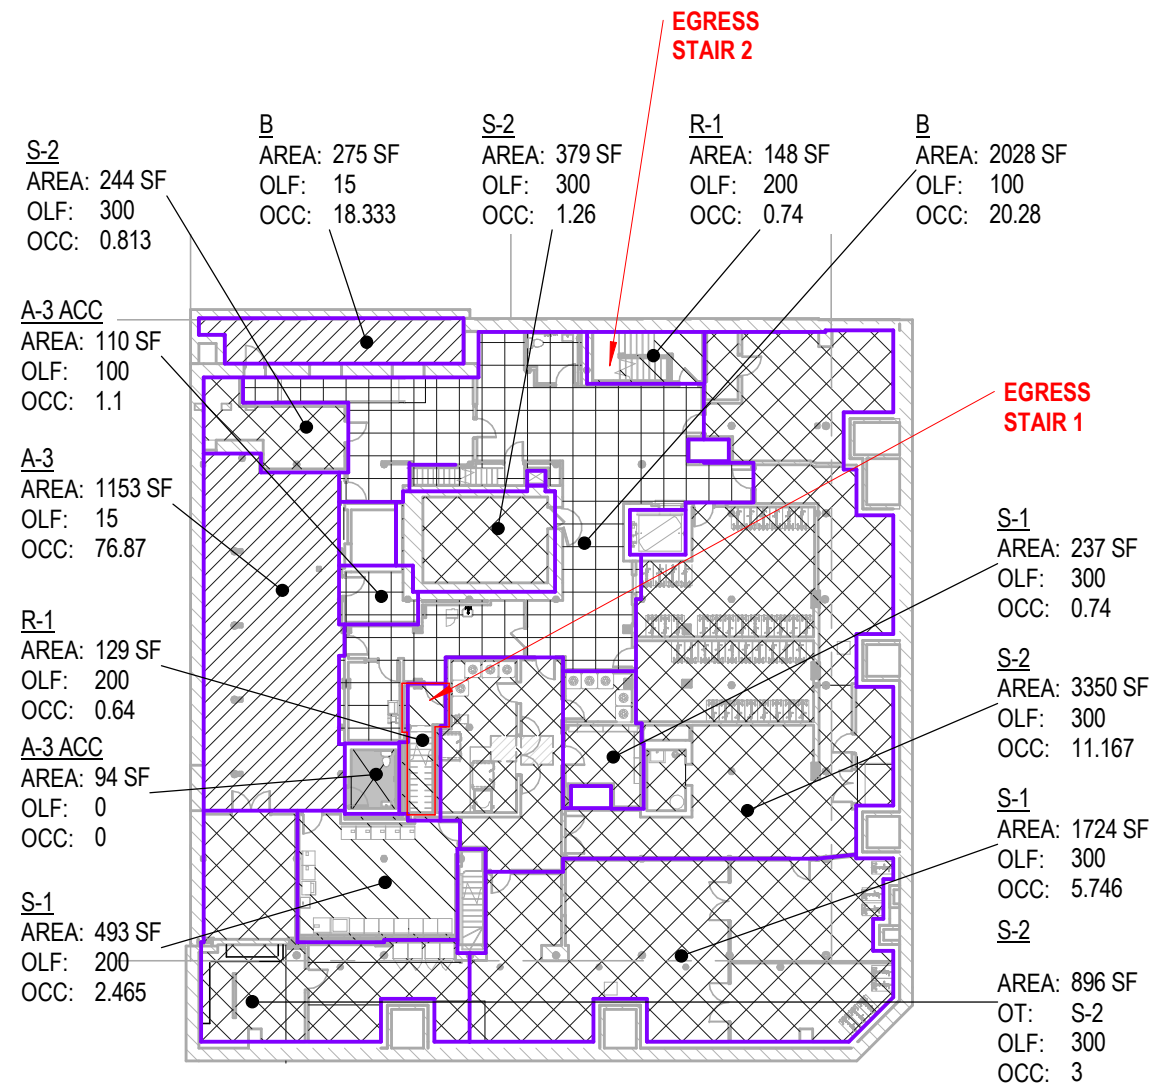 EGRESS
STAIR 2
S-2
AREA: 244 SF
OLF: 300
OCC: 0.813
B
AREA: 275 SF
OLF: 15
OCC: 18.333
S-2
AREA: 379 SF
OLF: 300
OCC: 1.26
R-1
AREA: 148 SF
OLF: 200
OCC: 0.74
B
AREA: 2028 SF
OLF: 100
OCC: 20.28
A-3 ACC
AREA: 110 SF
OLF: 100
OCC: 1.1
EGRESS
STAIR 1
A-3
AREA: 1153 SF
OLF: 15
OCC: 76.87
R-1
AREA: 129 SF
OLF: 200
OCC: 0.64
A-3 ACC
AREA: 94 SF
OLF: 0
OCC: 0
S-1
AREA: 493 SF
OLF: 200
OCC: 2.465
S-1
AREA: 237 SF
OLF: 300
OCC: 0.74
S-2
AREA: 3350 SF
OLF: 300
OCC: 11.167
S-1
AREA: 1724 SF
OLF: 300
OCC: 5.746
S-2
AREA: 896 SF
OT: S-2
OLF: 300
OCC: 3